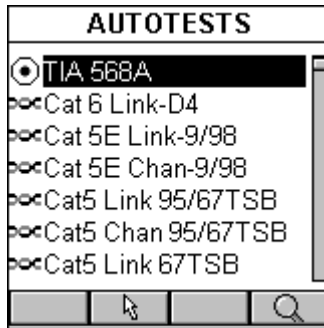 AUTOTESTS
TIA 568A
Cat 6 Link-D4
Cat 5E Link-9/98
Cat 5E Chan-9/98
Cat5 Link 95/67TSB
Cat5 Chan 95/67TSB
Cat5 Link 67TSB